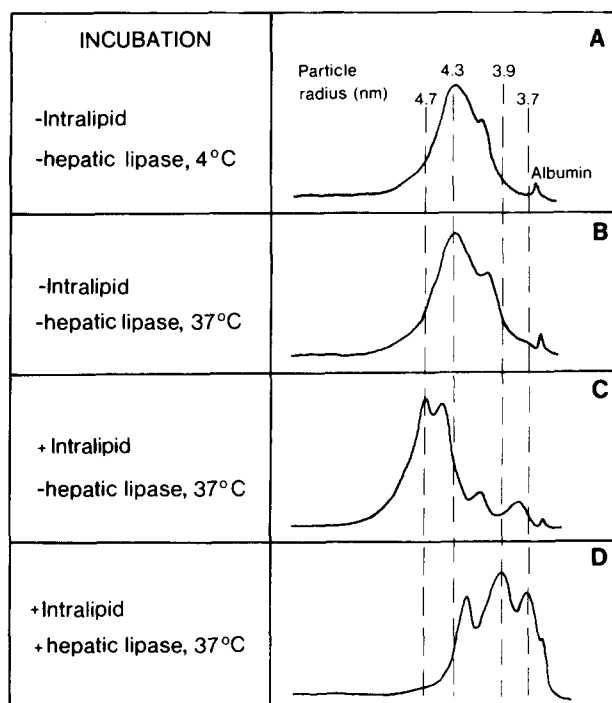 INCUBATION
A
Particle
radius (nm)
4.7
4.3
3.9
3.7
-Intralipid
-hepatic lipase, 4°C
Albumin
B
-Intralipid
-hepatic lipase, 37°C
C
+Intralipid
-hepatic lipase, 37°C
D
+Intralipid
+hepatic lipase, 37°C